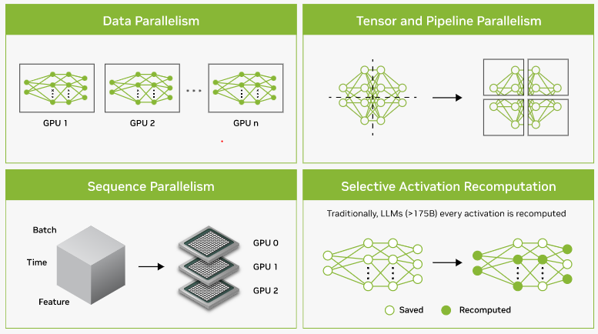 Data Parallelism
GPU 1
GPU 2
GPU n
Tensor and Pipeline Parallelism
Sequence Parallelism
Batch
Time
Feature
GPU 0
GPU 1
GPU 2
Selective Activation Recomputation
Traditionally, LLMs (>175B) every activation is recomputed
Saved
Recomputed